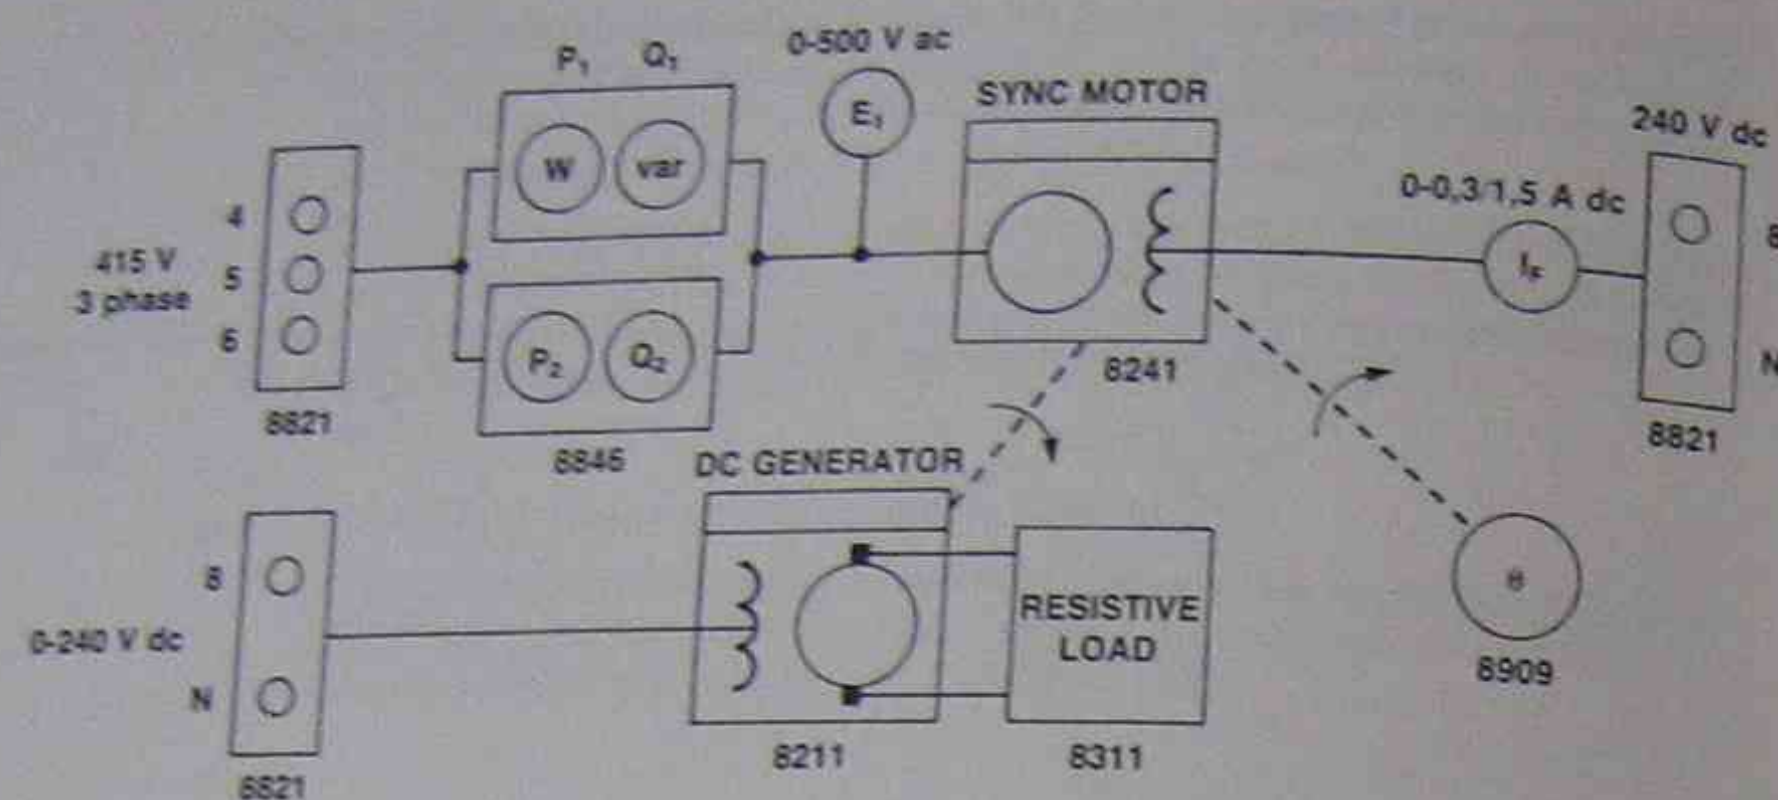 P₁ Q₁
0-500 V ac
E₁
SYNC MOTOR
240 V dc
0-0,3/1,5 A dc
W var
4
5
6
415 V
3 phase
8
N
I_F
P₂ Q₂
8821
8846
8241
8821
DC GENERATOR
8
N
0-240 V dc
RESISTIVE
LOAD
θ
8909
8211
8311
8821